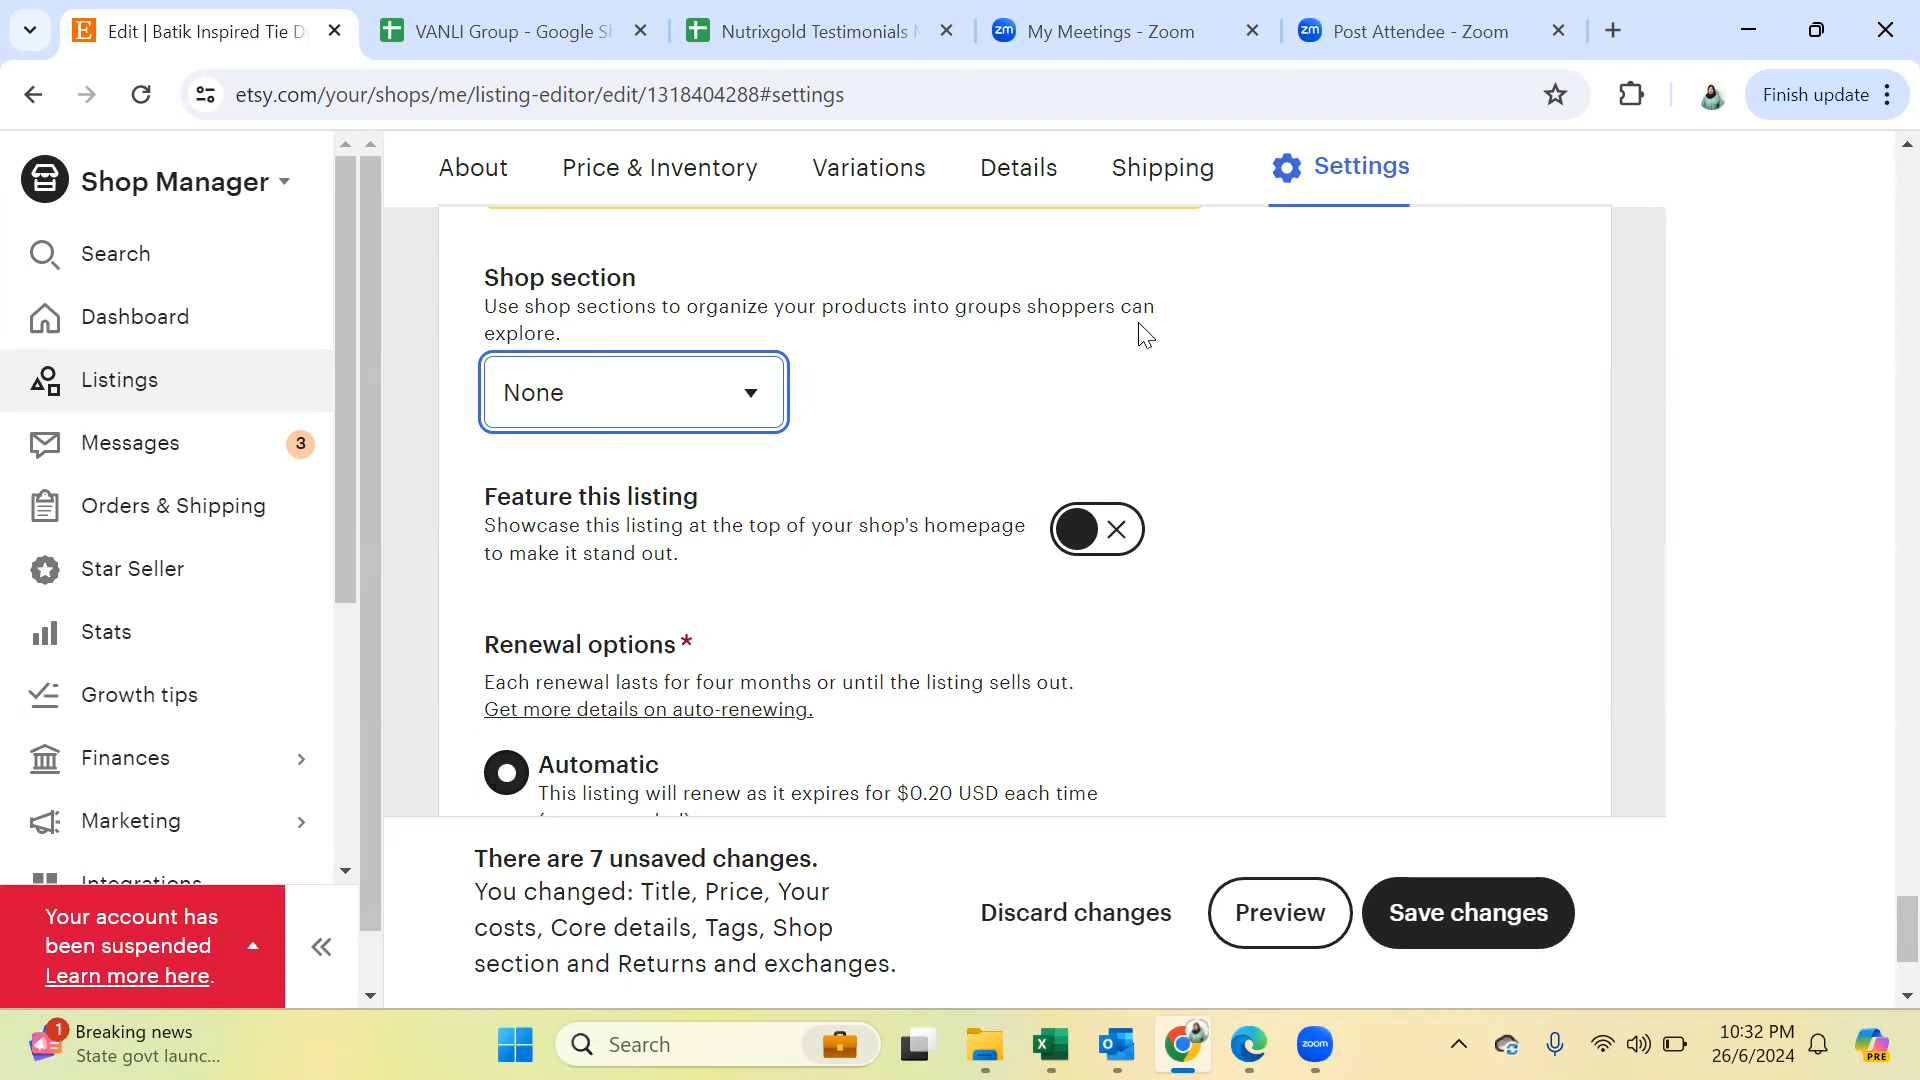 Edit | Batik Inspired Tie D
VANLI Group - Google Sh
Nutrixgold Testimonials
zm
My Meetings - Zoom
zm
Post Attendee - Zoom
etsy.com/your/shops/me/listing-editor/edit/1318404288#settings
Finish update
Shop Manager
Search
Dashboard
Listings
Messages
3
Orders & Shipping
Star Seller
Stats
Growth tips
Finances
Marketing
Integrations
Your account has
been suspended
Learn more here.
About
Price & Inventory
Variations
Details
Shipping
Settings
Shop section
Use shop sections to organize your products into groups shoppers can
explore.
None
Feature this listing
Showcase this listing at the top of your shop's homepage
to make it stand out.
Renewal options*
Each renewal lasts for four months or until the listing sells out.
Get more details on auto-renewing.
Automatic
This listing will renew as it expires for $0.20 USD each time
There are 7 unsaved changes.
You changed: Title, Price, Your
costs, Core details, Tags, Shop
section and Returns and exchanges.
Discard changes
Preview
Save changes
1
Breaking news
State govt launc...
Search
zoom
10:32 PM
26/6/2024
PRE